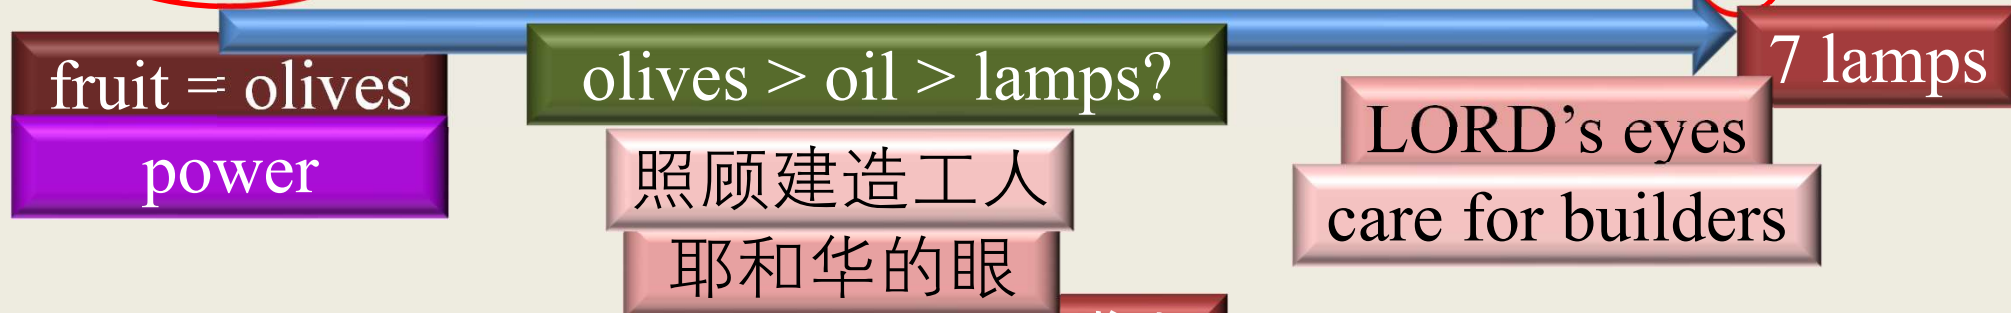 fruit = olives
power
olives > oil > lamps?
照顾建造工人
耶和华的眼
7 lamps
LORD’s eyes
care for builders